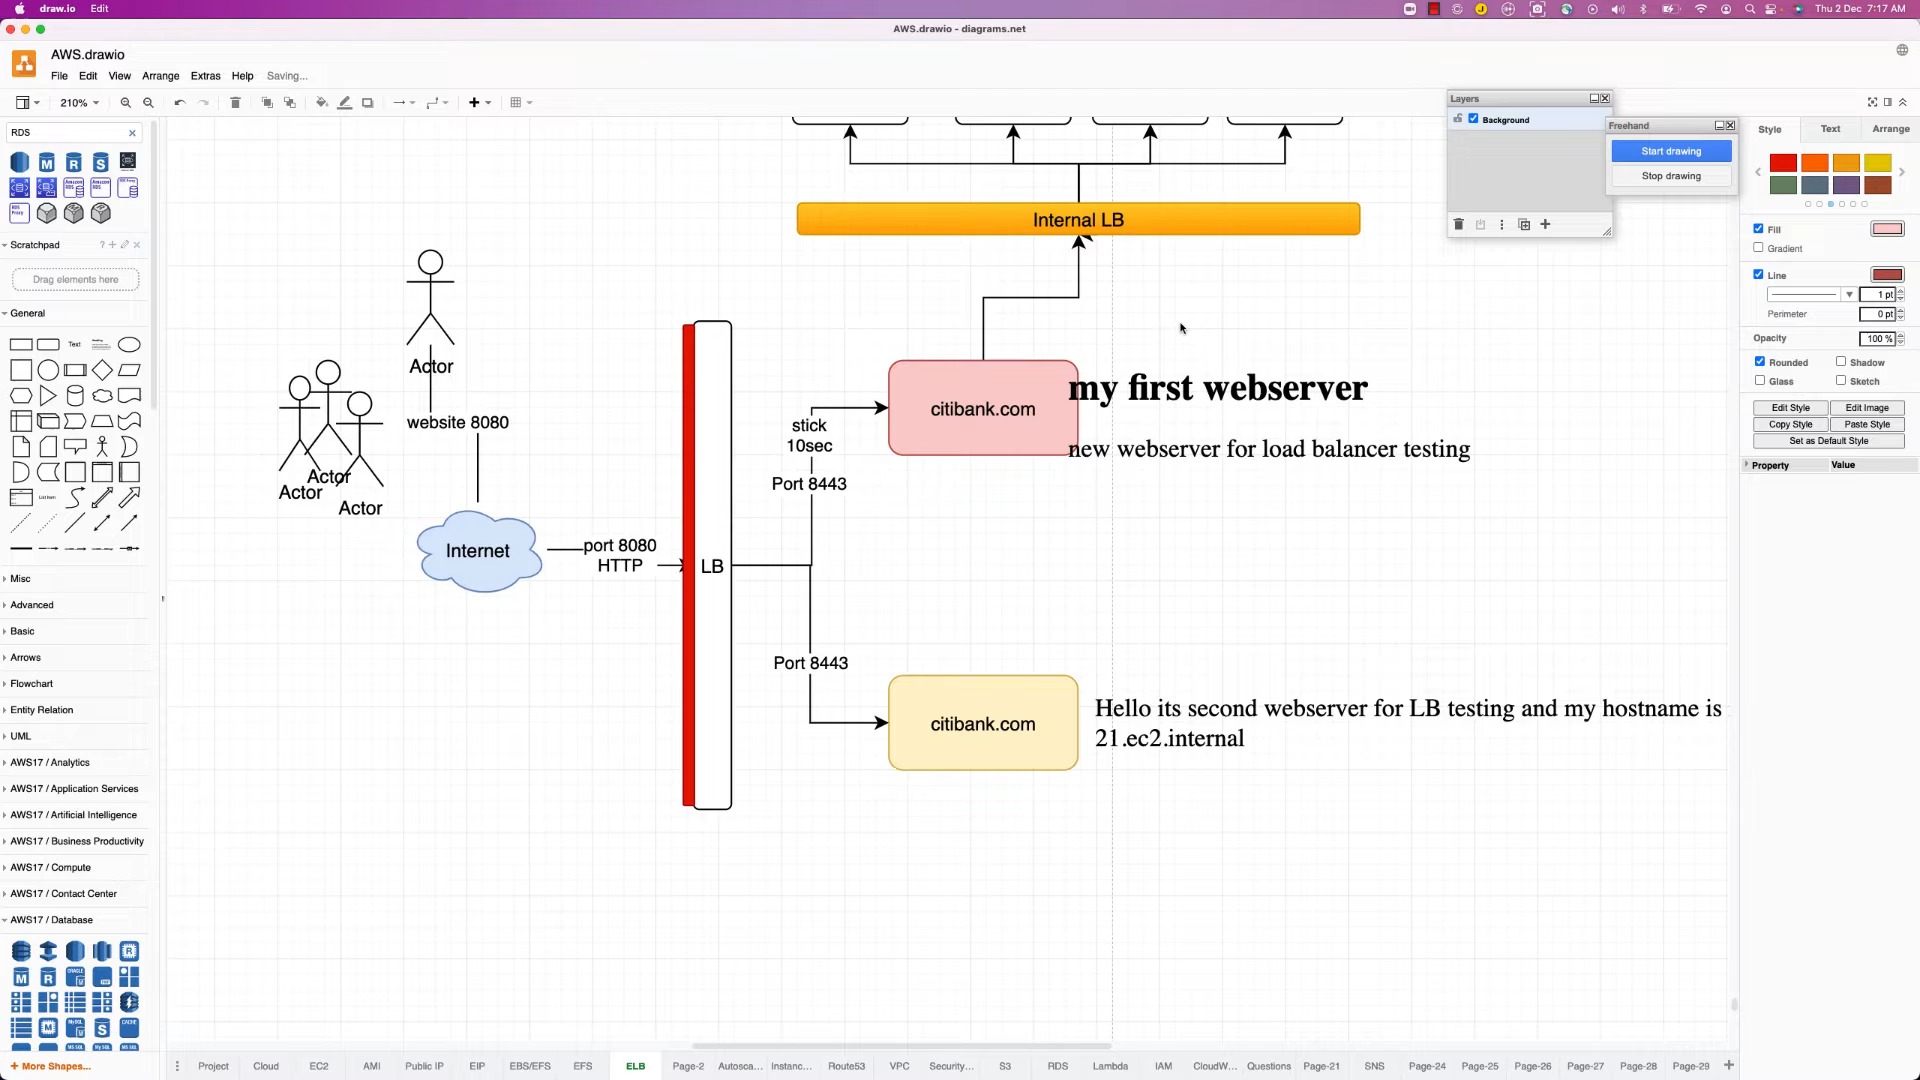 draw.io Edit
Thu 2 Dec 7:17 AM
AWS.drawio - diagrams.net
AWS.drawio
File Edit View Arrange Extras Help Saving...
210%
RDS
Scratchpad
Drag elements here
General
Text
Misc
Advanced
Basic
Arrows
Flowchart
Entity Relation
UML
AWS17 / Analytics
AWS17 / Application Services
AWS17 / Artificial Intelligence
AWS17 / Business Productivity
AWS17 / Compute
AWS17 / Contact Center
AWS17 / Database
+ More Shapes...
Internal LB
Actor
website 8080
Actor
Actor
Actor
Internet
port 8080
HTTP
LB
stick
10sec
Port 8443
citibank.com
my first webserver
new webserver for load balancer testing
Port 8443
citibank.com
Hello its second webserver for LB testing and my hostname is
21.ec2.internal
Layers
Background
Freehand
Start drawing
Stop drawing
Style Text Arrange
Fill
Gradient
Line
1 pt
Perimeter 0 pt
Opacity 100 %
Rounded Shadow
Glass Sketch
Edit Style Edit Image
Copy Style Paste Style
Set as Default Style
Property Value
Project Cloud EC2 AMI Public IP EIP EBS/EFS EFS ELB Page-2 Autosca... Instanc... Route53 VPC Security... S3 RDS Lambda IAM CloudW... Questions Page-21 SNS Page-24 Page-25 Page-26 Page-27 Page-28 Page-29